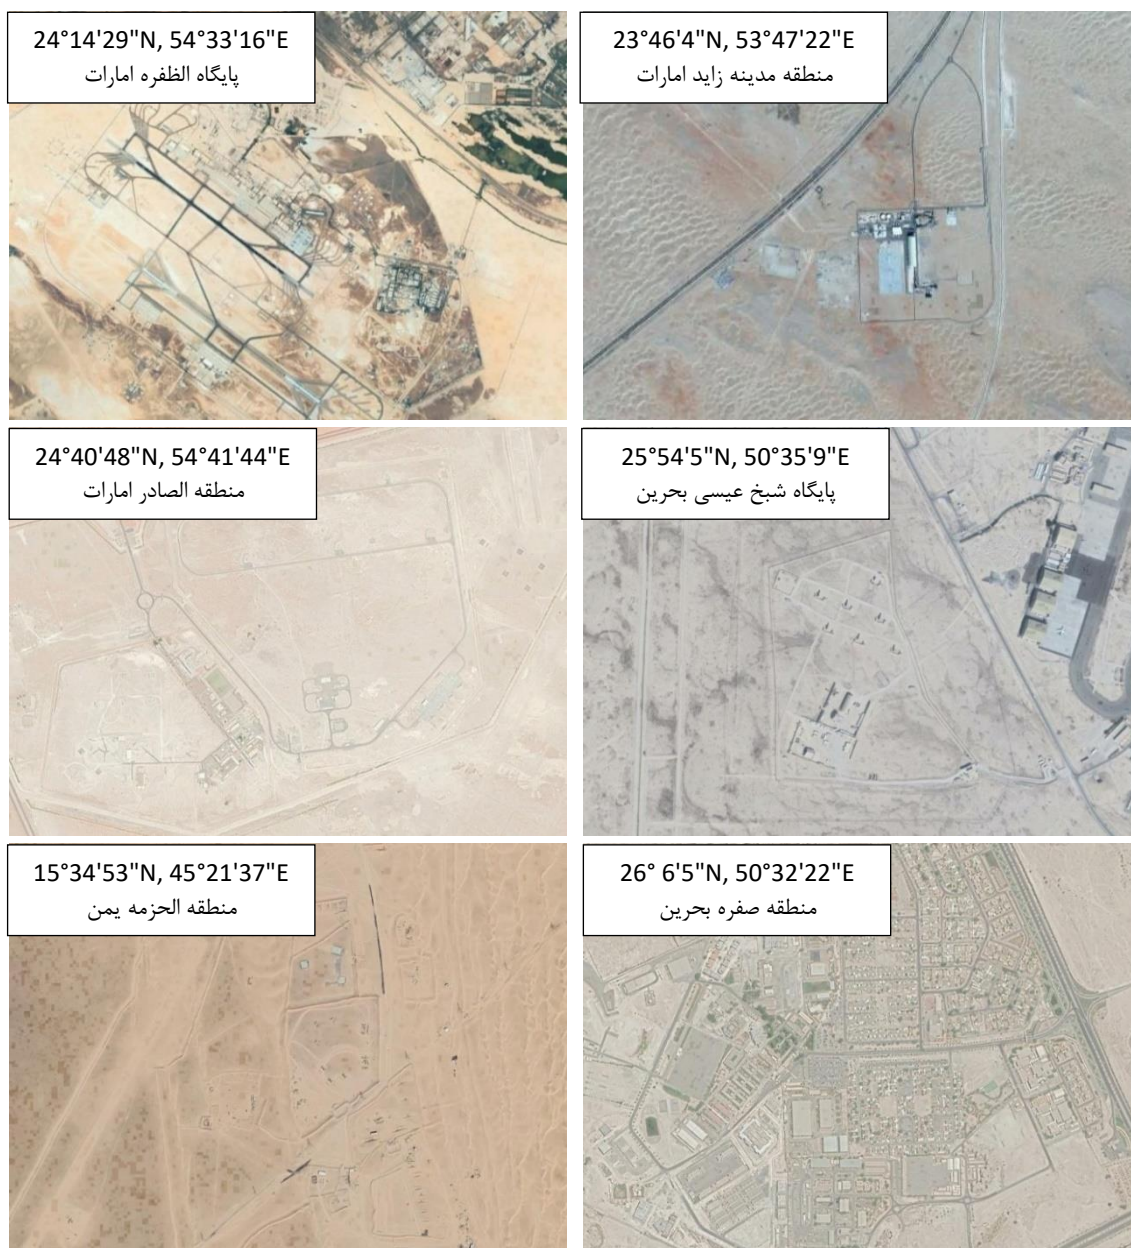 24°14'29"N, 54°33'16"E
پایگاه الظفره امارات
23°46'4"N, 53°47'22"E
منطقه مدینه زاید امارات
24°40'48"N, 54°41'44"E
منطقه الصادر امارات
25°54'5"N, 50°35'9"E
پایگاه شبخ عیسی بحرین
15°34'53"N, 45°21'37"E
منطقه الحزمه یمن
26° 6'5"N, 50°32'22"E
منطقه صفره بحرین